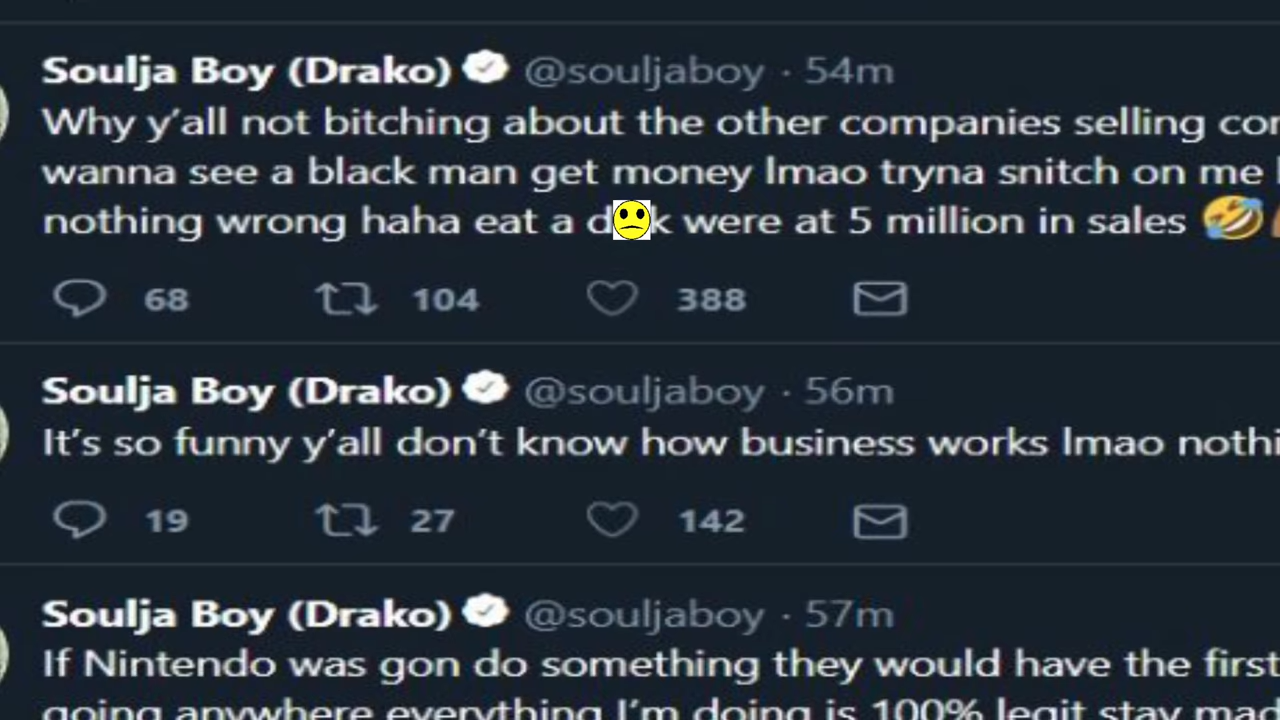 Soulja Boy (Drako) @souljaboy · 54m
Why y'all not bitching about the other companies selling
wanna see a black man get money lmao tryna snitch on me
nothing wrong haha eat a d🙁k were at 5 million in sales 🤣
68 104 388
Soulja Boy (Drako) @souljaboy · 56m
It's so funny y'all don't know how business works lmao
19 27 142
Soulja Boy (Drako) @souljaboy · 57m
If Nintendo was gon do something they would have the first
going anywhere everything I'm doing is 100% legit stay mad